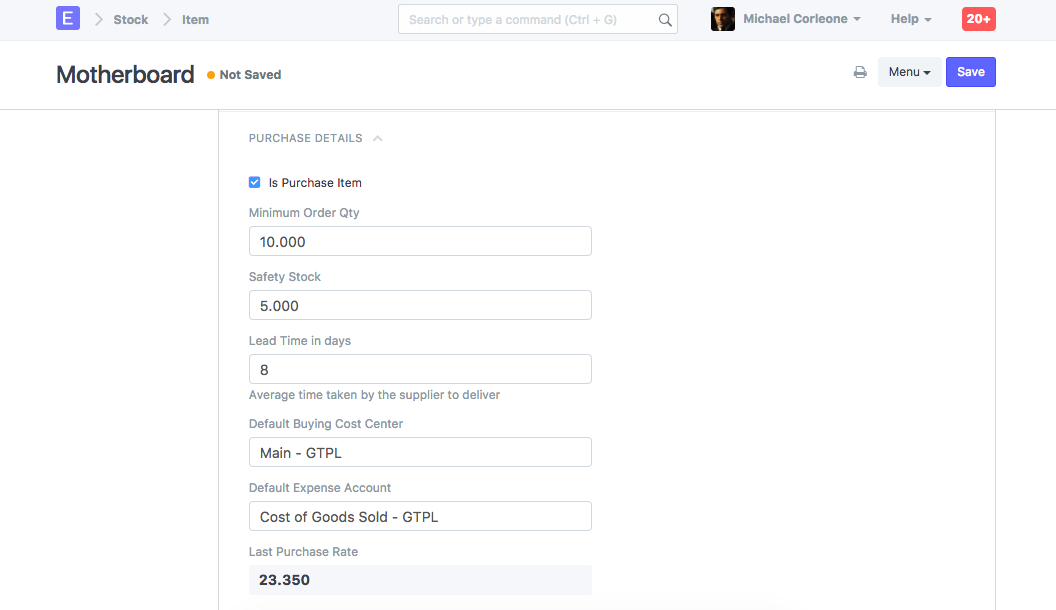 E Stock Item Search or type a command (Ctrl + G) Michael Corleone Help 20+
Motherboard Not Saved Menu Save
PURCHASE DETAILS
Is Purchase Item
Minimum Order Qty
10.000
Safety Stock
5.000
Lead Time in days
8
Average time taken by the supplier to deliver
Default Buying Cost Center
Main - GTPL
Default Expense Account
Cost of Goods Sold - GTPL
Last Purchase Rate
23.350